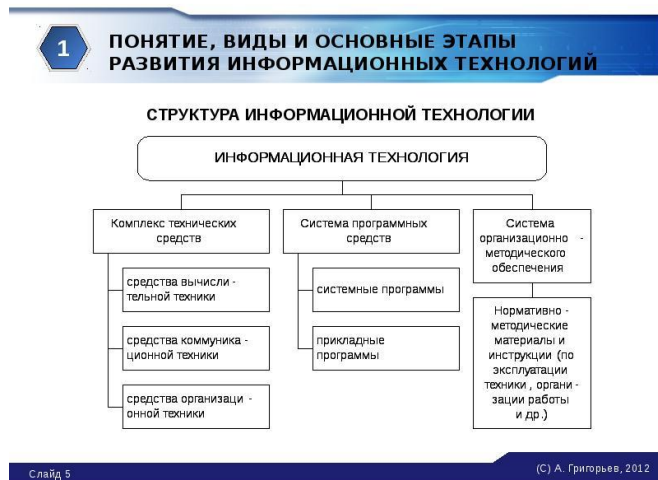 1
ПОНЯТИЕ, ВИДЫ И ОСНОВНЫЕ ЭТАПЫ
РАЗВИТИЯ ИНФОРМАЦИОННЫХ ТЕХНОЛОГИЙ
СТРУКТУРА ИНФОРМАЦИОННОЙ ТЕХНОЛОГИИ
ИНФОРМАЦИОННАЯ ТЕХНОЛОГИЯ
Комплекс технических
средств
средства вычисли -
тельной техники
средства коммуника -
ционной техники
средства организаци -
онной техники
Система программных
средств
системные программы
прикладные
программы
Система
организационно -
методического
обеспечения
Нормативно -
методические
материалы и
инструкции (по
эксплуатации
техники , органи -
зации работы
и др.)
Слайд 5
(C) А. Григорьев, 2012